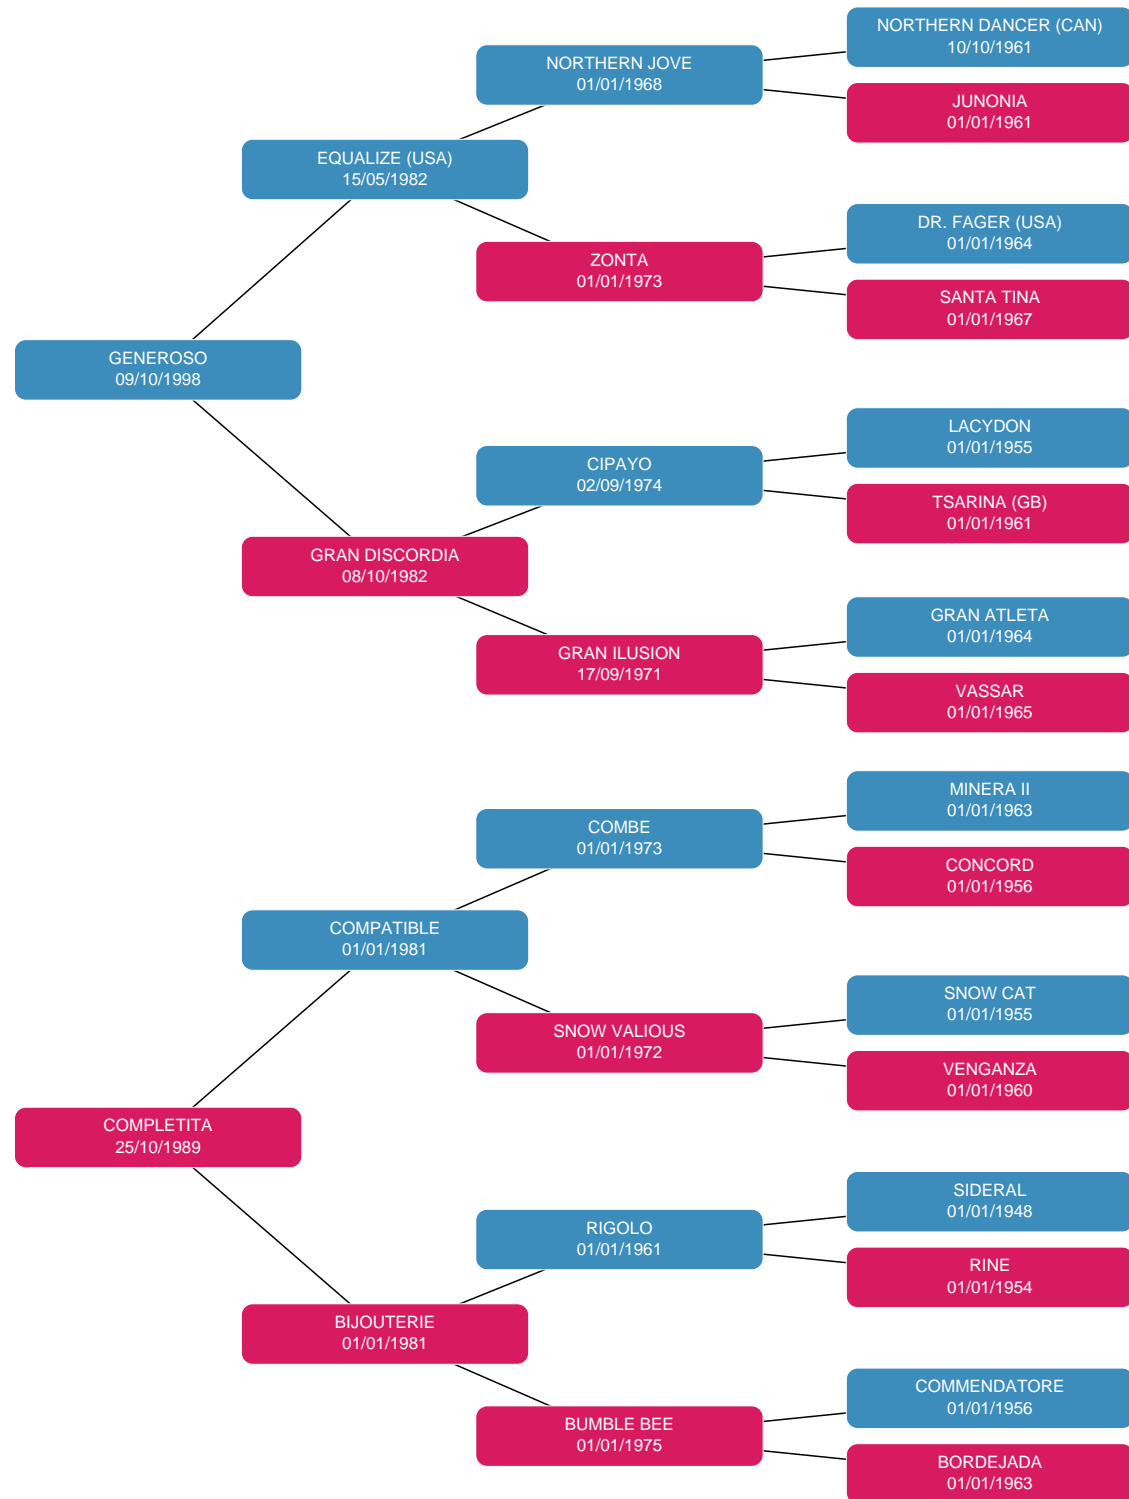 NORTHERN DANCER (CAN)
10/10/1961
NORTHERN JOVE
01/01/1968
JUNONIA
01/01/1961
EQUALIZE (USA)
15/05/1982
DR. FAGER (USA)
01/01/1964
ZONTA
01/01/1973
SANTA TINA
01/01/1967
GENEROSO
09/10/1998
LACYDON
01/01/1955
CIPAYO
02/09/1974
TSARINA (GB)
01/01/1961
GRAN DISCORDIA
08/10/1982
GRAN ATLETA
01/01/1964
GRAN ILUSION
17/09/1971
VASSAR
01/01/1965
MINERA II
01/01/1963
COMBE
01/01/1973
CONCORD
01/01/1956
COMPATIBLE
01/01/1981
SNOW CAT
01/01/1955
SNOW VALIOUS
01/01/1972
VENGANZA
01/01/1960
COMPLETITA
25/10/1989
SIDERAL
01/01/1948
RIGOLO
01/01/1961
RINE
01/01/1954
BIJOUTERIE
01/01/1981
COMMENDATORE
01/01/1956
BUMBLE BEE
01/01/1975
BORDEJADA
01/01/1963